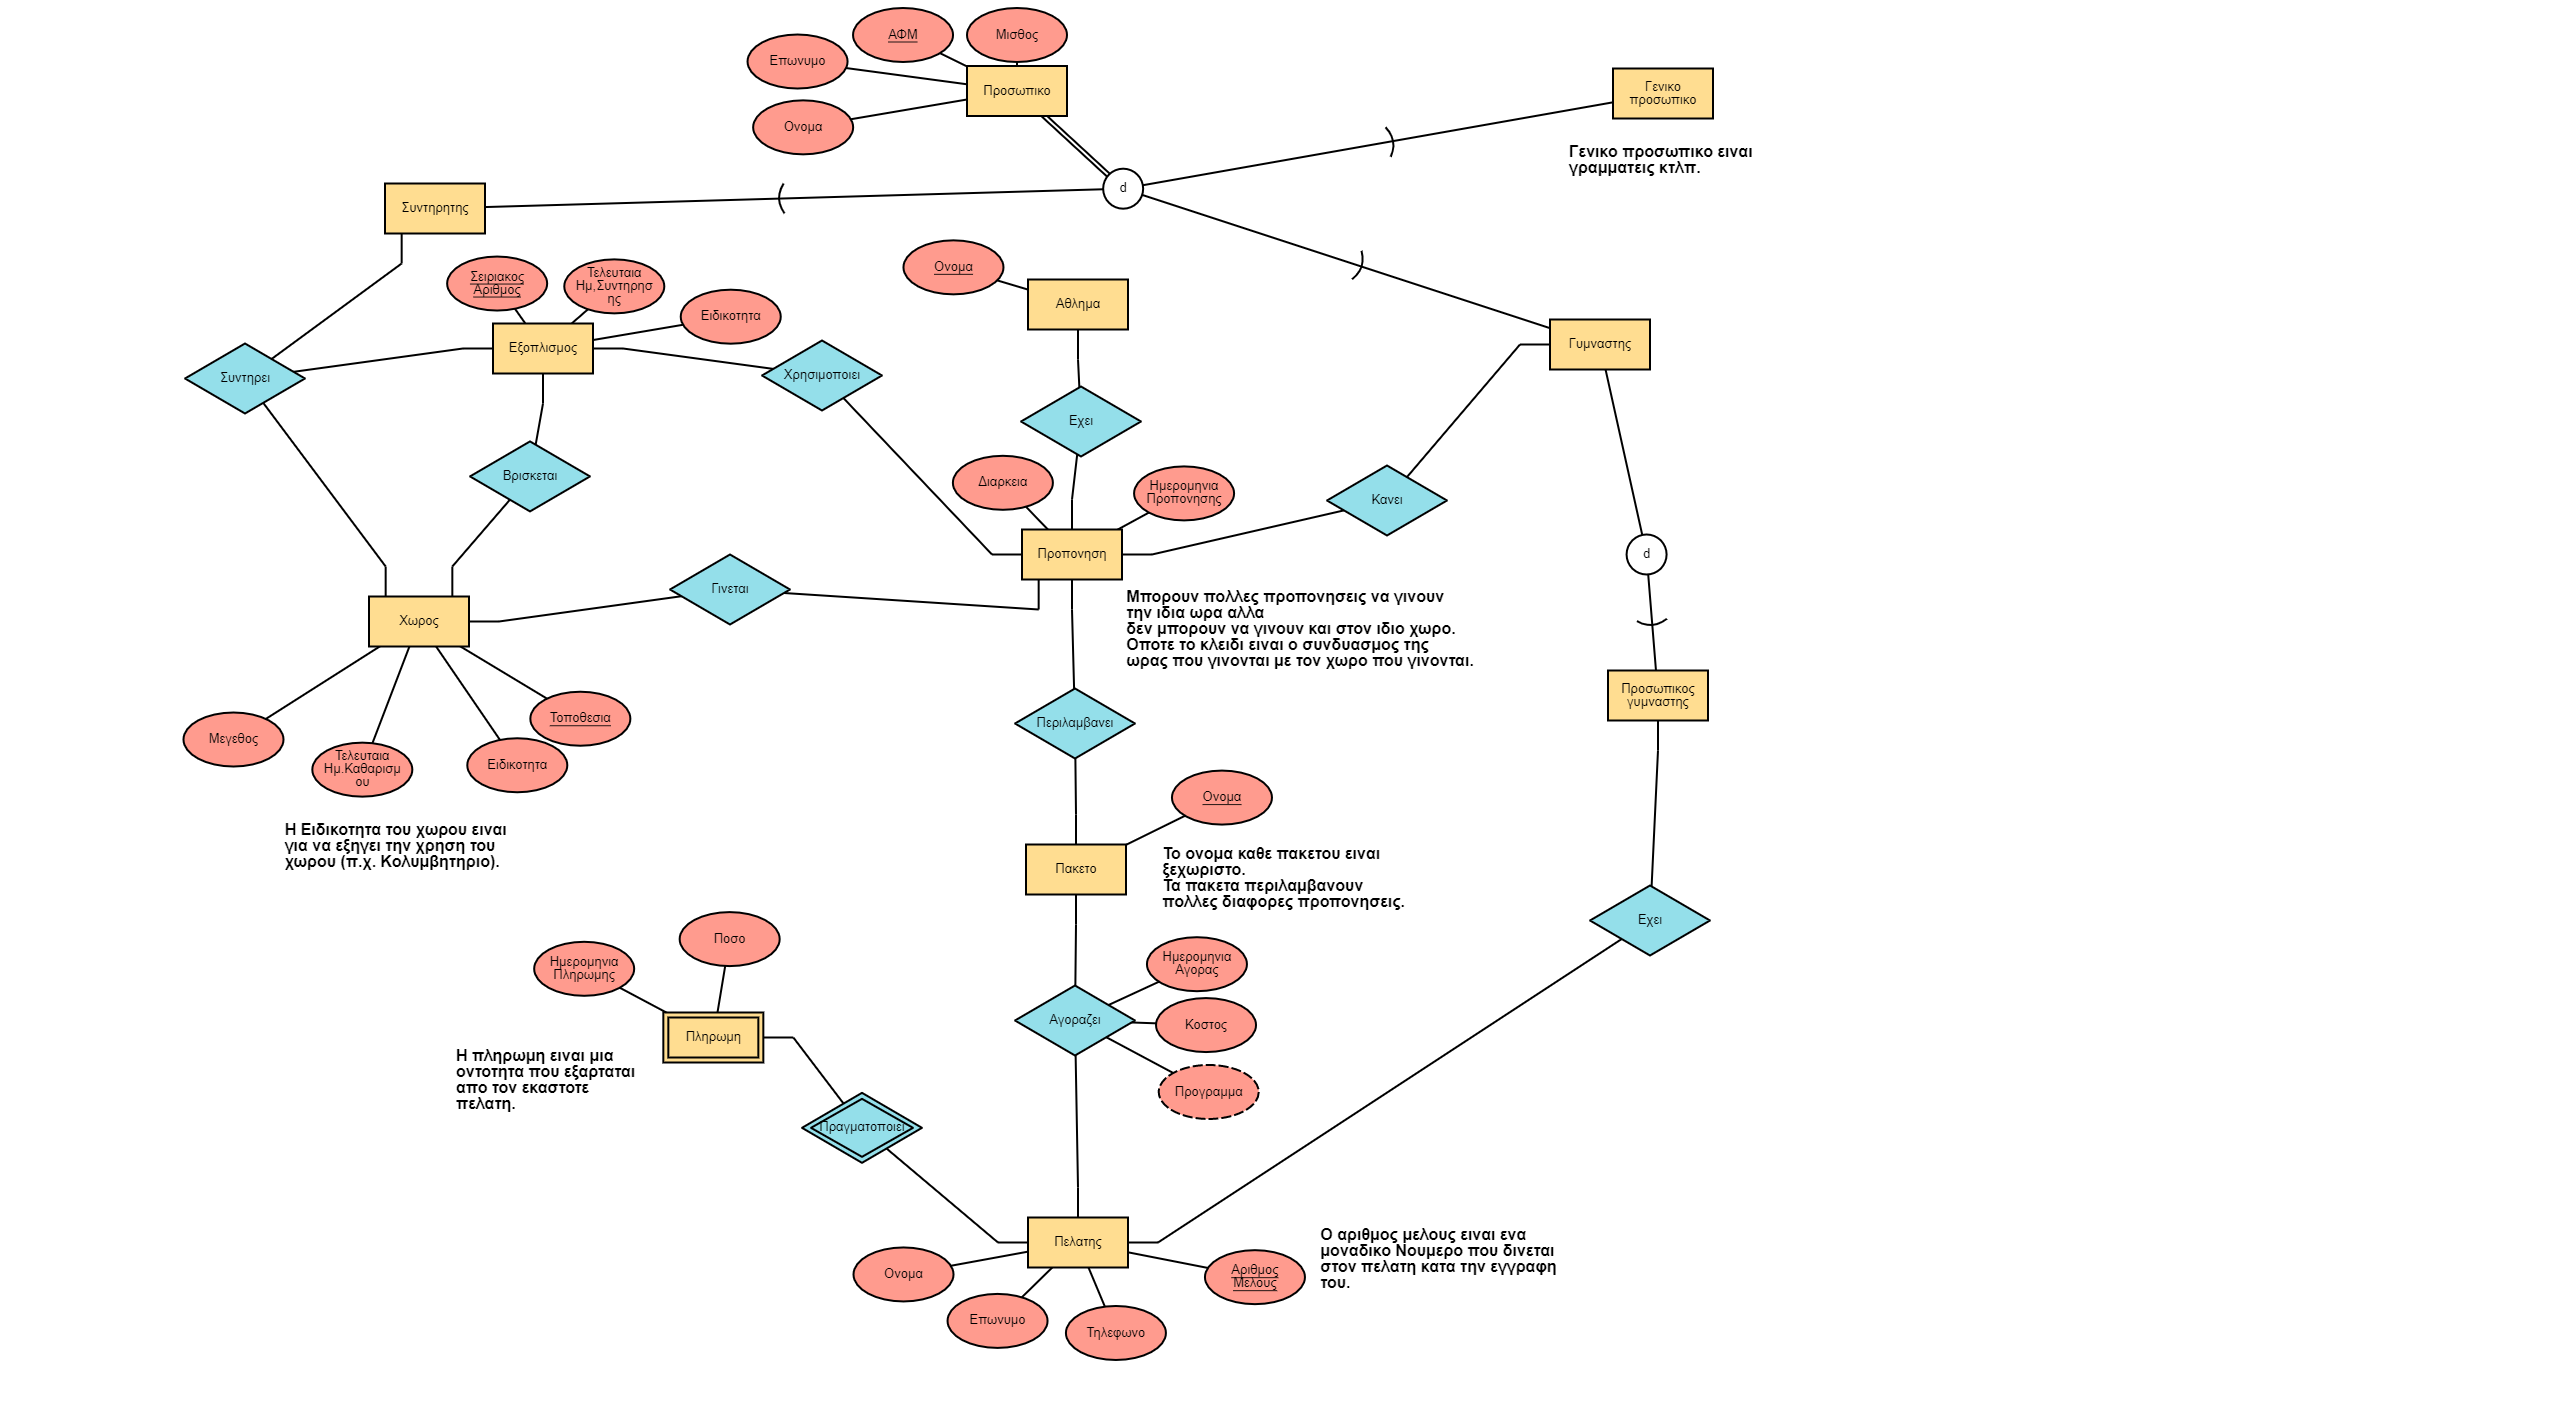 ΑΦΜ
Μισθος
Επωνυμο
Προσωπικο
Ονομα
Γενικο
προσωπικο
Γενικο προσωπικο ειναι
γραμματεις κτλπ.
d
Συντηρητης
Σειριακος
Αριθμος
Τελευταια
Ημ,Συντηρησ
ης
Ειδικοτητα
Ονομα
Αθλημα
Εξοπλισμος
Γυμναστης
Συντηρει
Χρησιμοποιει
Εχει
Βρισκεται
Διαρκεια
Ημερομηνια
Προπονησης
Κανει
Προπονηση
d
Γινεται
Χωρος
Μπορουν πολλες προπονησεις να γινουν
την ιδια ωρα αλλα
δεν μπορουν να γινουν και στον ιδιο χωρο.
Οποτε το κλειδι ειναι ο συνδυασμος της
ωρας που γινονται με τον χωρο που γινονται.
Προσωπικος
γυμναστης
Μεγεθος
Τελευταια
Ημ.Καθαρισμ
ου
Ειδικοτητα
Τοποθεσια
Περιλαμβανει
Η Ειδικοτητα του χωρου ειναι
για να εξηγει την χρηση του
χωρου (π.χ. Κολυμβητηριο).
Ονομα
Πακετο
Το ονομα καθε πακετου ειναι
ξεχωριστο.
Τα πακετα περιλαμβανουν
πολλες διαφορες προπονησεις.
Εχει
Ημερομηνια
Πληρωμης
Ποσο
Ημερομηνια
Αγορας
Πληρωμη
Αγοραζει
Κοστος
Προγραμμα
Η πληρωμη ειναι μια
οντοτητα που εξαρταται
απο τον εκαστοτε
πελατη.
Πραγματοποιει
Πελατης
Ονομα
Επωνυμο
Τηλεφωνο
Αριθμος
Μελους
Ο αριθμος μελους ειναι ενα
μοναδικο Νουμερο που δινεται
στον πελατη κατα την εγγραφη
του.